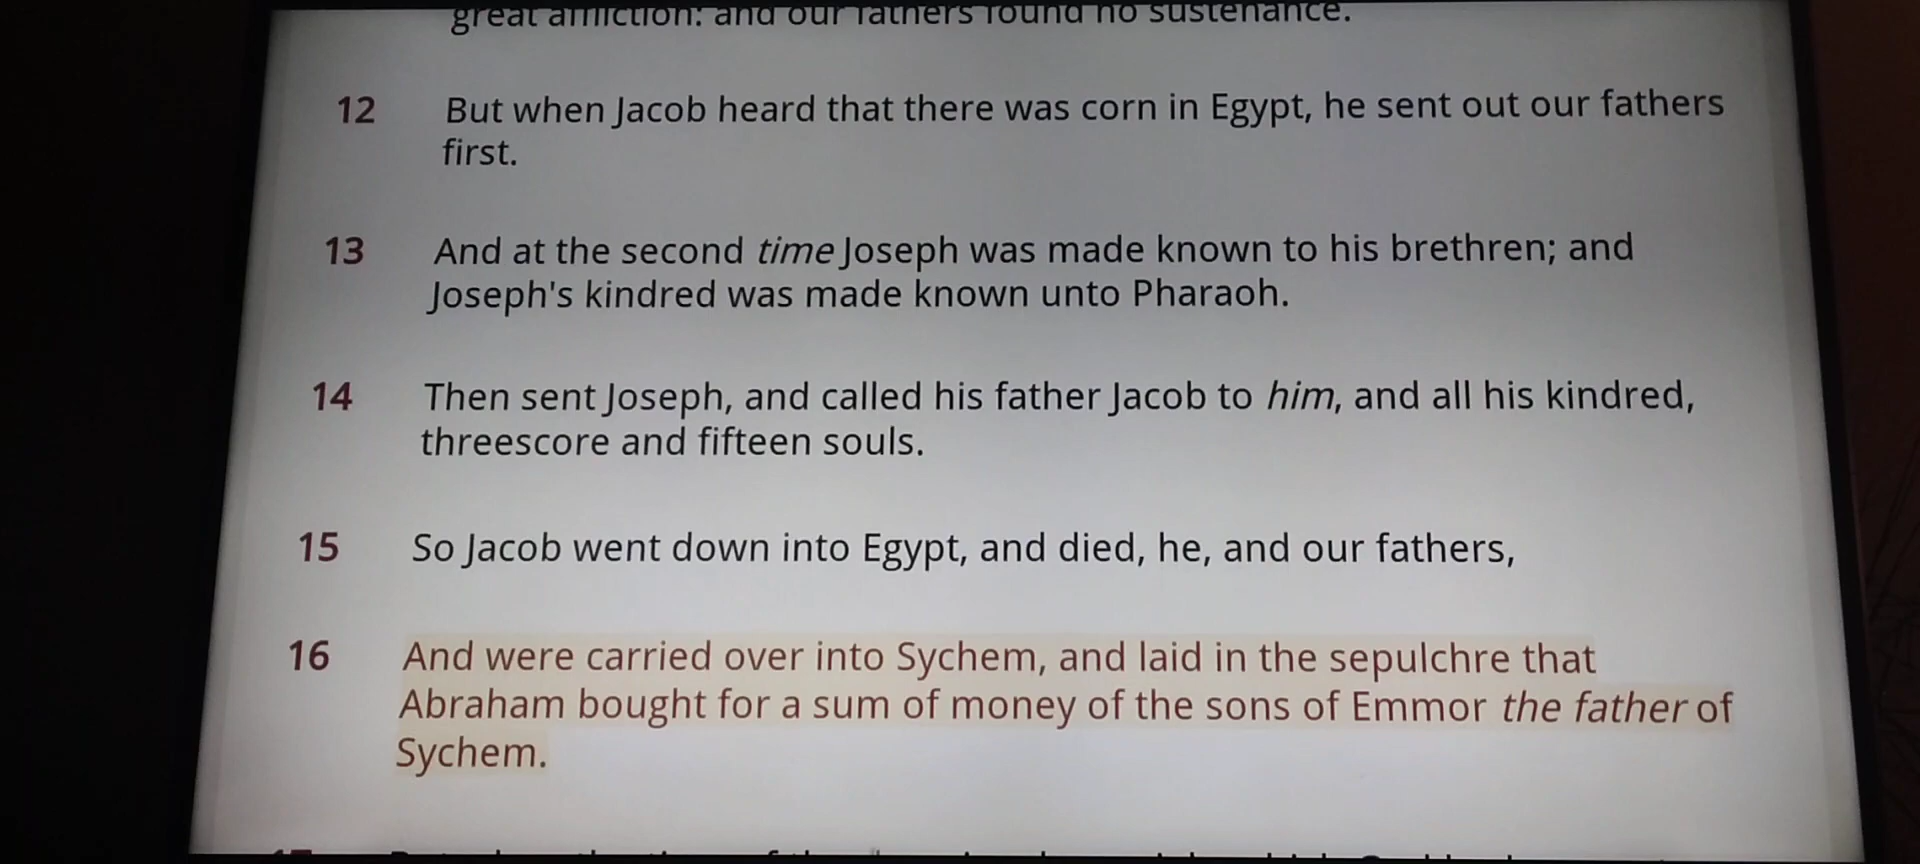 great affliction: and our fathers found no sustenance.
12 But when Jacob heard that there was corn in Egypt, he sent out our fathers
first.
13 And at the second time Joseph was made known to his brethren; and
Joseph's kindred was made known unto Pharaoh.
14 Then sent Joseph, and called his father Jacob to him, and all his kindred,
threescore and fifteen souls.
15 So Jacob went down into Egypt, and died, he, and our fathers,
16 And were carried over into Sychem, and laid in the sepulchre that
Abraham bought for a sum of money of the sons of Emmor the father of
Sychem.